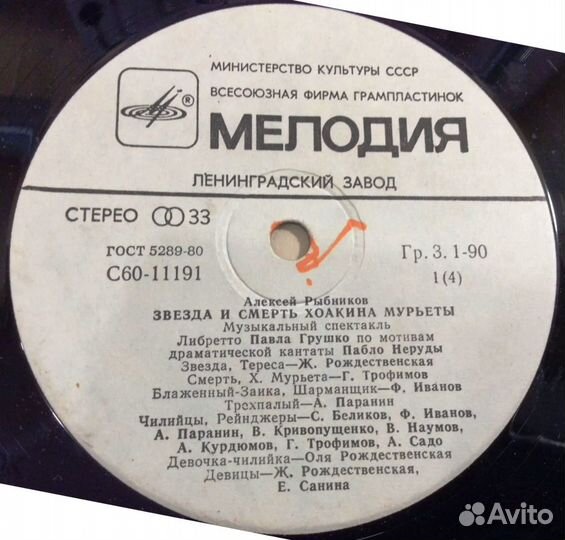 МИНИСТЕРСТВО КУЛЬТУРЫ СССР
ВСЕСОЮЗНАЯ ФИРМА ГРАМПЛАСТИНОК
®
МЕЛОДИЯ
ЛЕНИНГРАДСКИЙ ЗАВОД
СТЕРЕО 33
ГОСТ 5289-80
Гр. 3. 1-90
С60-11191
1(4)
Алексей Рыбников
ЗВЕЗДА И СМЕРТЬ ХОАКИНА МУРЬЕТЫ
Музыкальный спектакль
Либретто Павла Грушко по мотивам
драматической кантаты Пабло Неруды
Звезда, Тереса—Ж. Рождественская
Смерть, Х. Мурьета—Г. Трофимов
Блаженный-Заика, Шарманщик—Ф. Иванов
Трехпалый—А. Паранин
Чилийцы, Рейнджеры—С. Беликов, Ф. Иванов,
А. Паранин, В. Кривопущенко, В. Наумов,
А. Курдюмов, Г. Трофимов, А. Садо
Девочка-чилийка—Оля Рождественская
Девицы—Ж. Рождественская,
Е. Санина
Avito